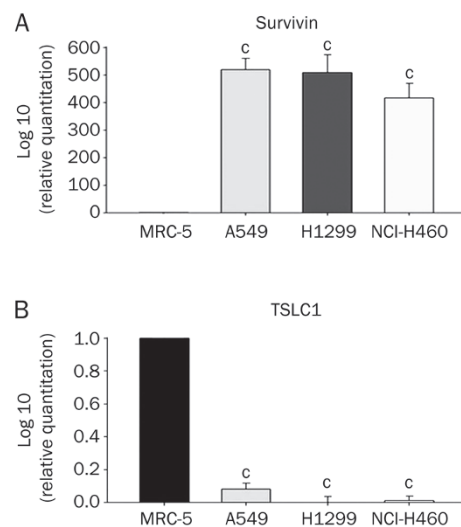 A
Survivin
Log 10
(relative quantitation)
600
500
400
300
200
100
0
c
c
c
MRC-5
A549
H1299
NCI-H460
B
TSLC1
Log 10
(relative quantitation)
1.0
0.8
0.6
0.4
0.2
0.0
c
c
c
MRC-5
A549
H1299
NCI-H460